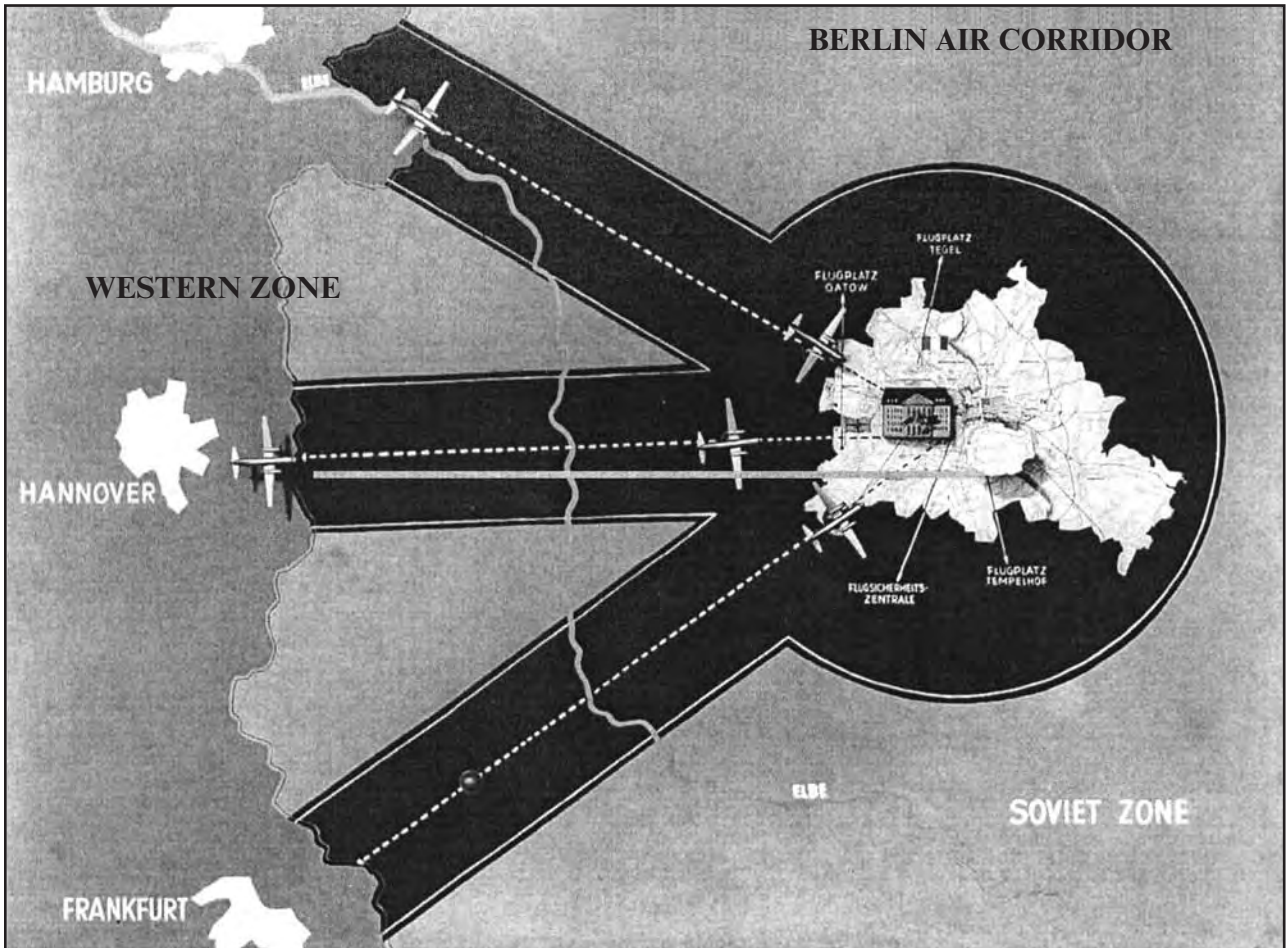 BERLIN AIR CORRIDOR
HAMBURG
ELBE
WESTERN ZONE
FLUGPLATZ
TEGEL
FLUGPLATZ
GATOW
HANNOVER
FLUGSICHERHEITS-
ZENTRALE
FLUGPLATZ
TEMPELHOF
ELBE
SOVIET ZONE
FRANKFURT